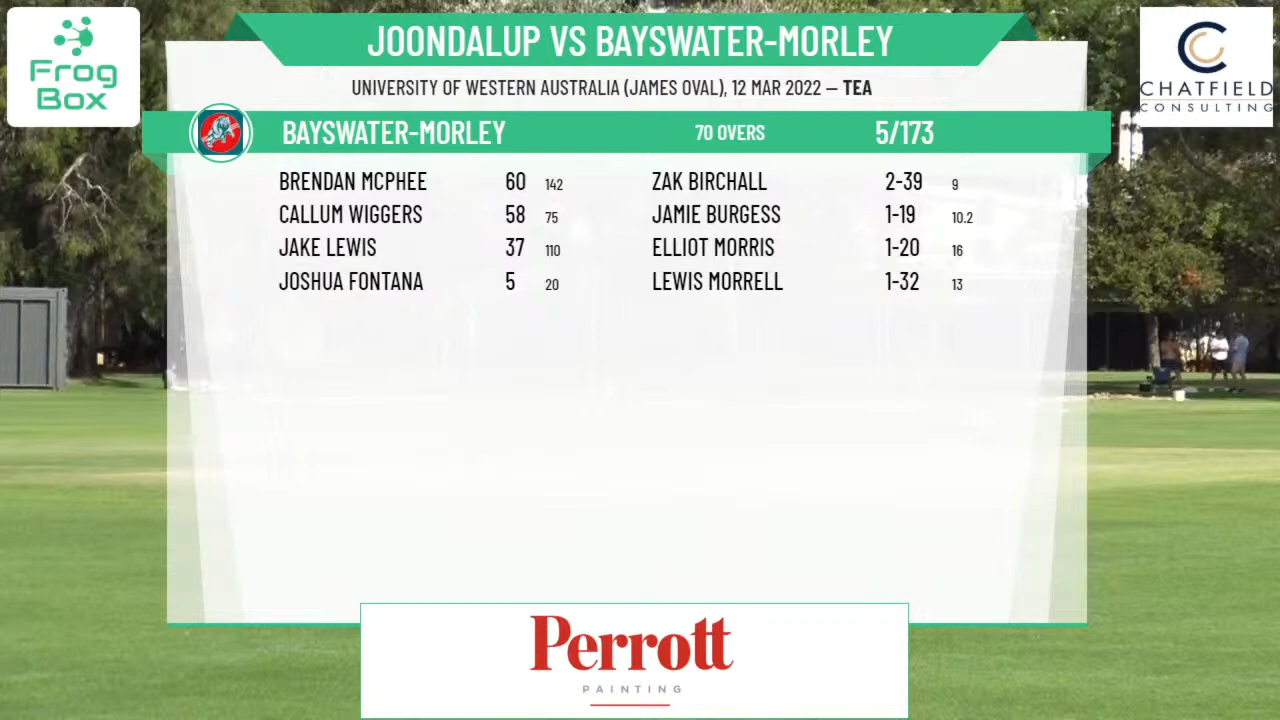 Frog
Box
JOONDALUP VS BAYSWATER-MORLEY
CHATFIELD
CONSULTING
UNIVERSITY OF WESTERN AUSTRALIA (JAMES OVAL), 12 MAR 2022 – TEA
BAYSWATER-MORLEY 70 OVERS 5/173
BRENDAN MCPHEE 60 142 ZAK BIRCHALL 2-39 9
CALLUM WIGGERS 58 75 JAMIE BURGESS 1-19 10.2
JAKE LEWIS 37 110 ELLIOT MORRIS 1-20 16
JOSHUA FONTANA 5 20 LEWIS MORRELL 1-32 13
Perrott
PAINTING